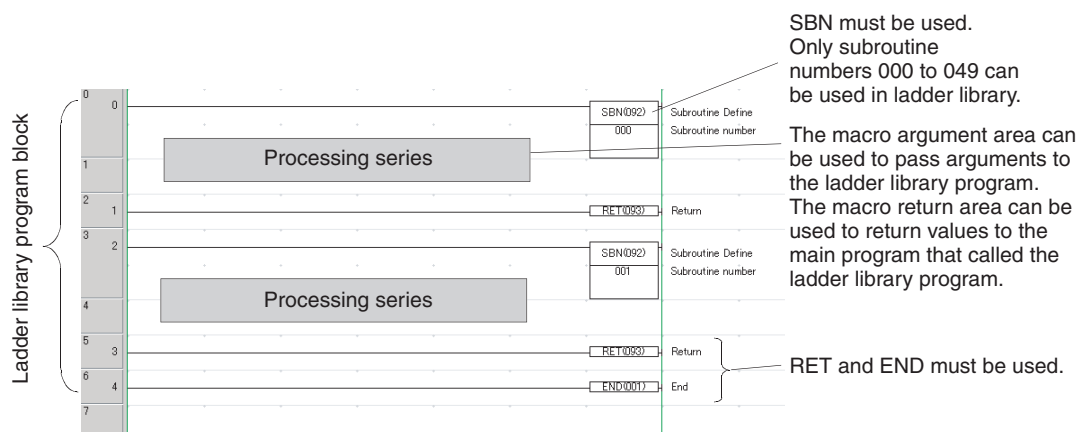 SBN must be used.
Only subroutine
numbers 000 to 049 can
be used in ladder library.
Ladder library program block
0
0
SBN(092)
Subroutine Define
000
Subroutine number
Processing series
1
The macro argument area can
be used to pass arguments to
the ladder library program.
The macro return area can be
used to return values to the
main program that called the
ladder library program.
2
1
RET(093)
Return
3
2
SBN(092)
Subroutine Define
001
Subroutine number
Processing series
4
5
3
RET(093)
Return
RET and END must be used.
6
4
END(001)
End
7